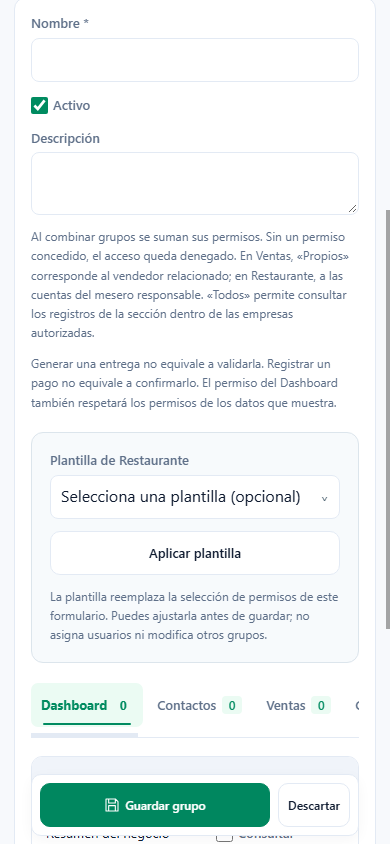 Nombre *
Activo
Descripción
Al combinar grupos se suman sus permisos. Sin un permiso
concedido, el acceso queda denegado. En Ventas, «Propios»
corresponde al vendedor relacionado; en Restaurante, a las
cuentas del mesero responsable. «Todos» permite consultar
los registros de la sección dentro de las empresas
autorizadas.
Generar una entrega no equivale a validarla. Registrar un
pago no equivale a confirmarlo. El permiso del Dashboard
también respetará los permisos de los datos que muestra.
Plantilla de Restaurante
Selecciona una plantilla (opcional)
Aplicar plantilla
La plantilla reemplaza la selección de permisos de este
formulario. Puedes ajustarla antes de guardar; no
asigna usuarios ni modifica otros grupos.
Dashboard 0 Contactos 0 Ventas 0
Guardar grupo Descartar
Resumen del negocio Consultar